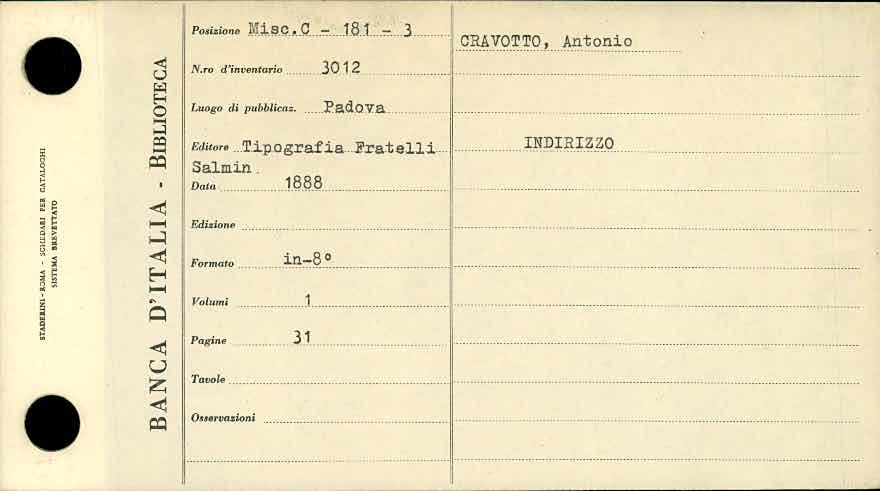 STADERINI - ROMA - SCHEDARI PER CATALOGHI
SISTEMA BREVETTATO
BANCA D'ITALIA - BIBLIOTECA
Posizione Misc.C - 181 - 3
N.ro d'inventario 3012
Luogo di pubblicaz. Padova
Editore Tipografia Fratelli
Salmin.
Data 1888
Edizione
Formato in-8°
Volumi 1
Pagine 31
Tavole
Osservazioni
CRAVOTTO, Antonio
INDIRIZZO